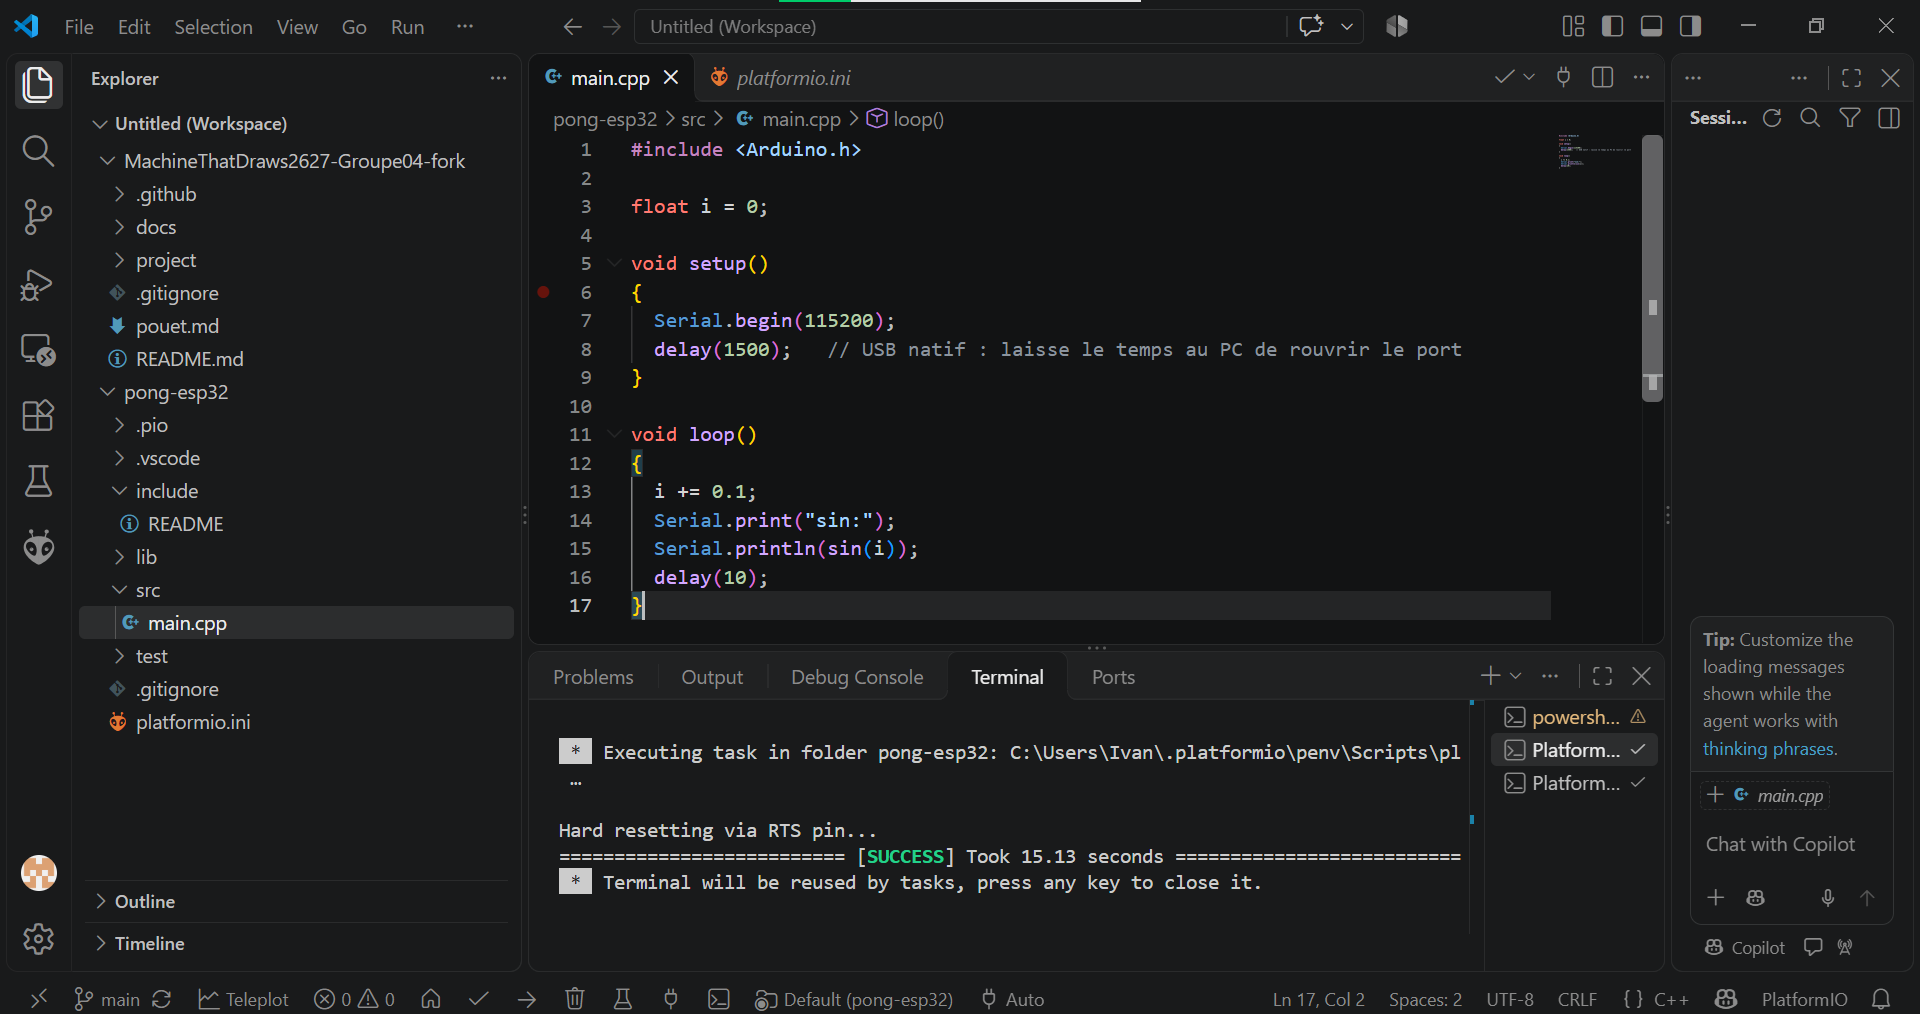 File Edit Selection View Go Run
Untitled (Workspace)
Explorer
Untitled (Workspace)
MachineThatDraws2627-Groupe04-fork
.github
docs
project
.gitignore
pouet.md
README.md
pong-esp32
.pio
.vscode
include
README
lib
src
main.cpp
test
.gitignore
platformio.ini
Outline
Timeline
main.cpp
platformio.ini
pong-esp32 > src > main.cpp > loop()
1 #include <Arduino.h>
2
3 float i = 0;
4
5 void setup()
6 {
7 Serial.begin(115200);
8 delay(1500);   // USB natif : laisse le temps au PC de rouvrir le port
9 }
10
11 void loop()
12 {
13 i += 0.1;
14 Serial.print("sin:");
15 Serial.println(sin(i));
16 delay(10);
17 }
Problems Output Debug Console Terminal Ports
* Executing task in folder pong-esp32: C:\Users\Ivan\.platformio\penv\Scripts\pl
…
Hard resetting via RTS pin...
========================== [SUCCESS] Took 15.13 seconds ==========================
* Terminal will be reused by tasks, press any key to close it.
powersh...
Platform...
Platform...
Sessi...
Tip: Customize the
loading messages
shown while the
agent works with
thinking phrases.
main.cpp
Chat with Copilot
Copilot
main Teleplot 0 0 Default (pong-esp32) Auto Ln 17, Col 2 Spaces: 2 UTF-8 CRLF {} C++ PlatformIO